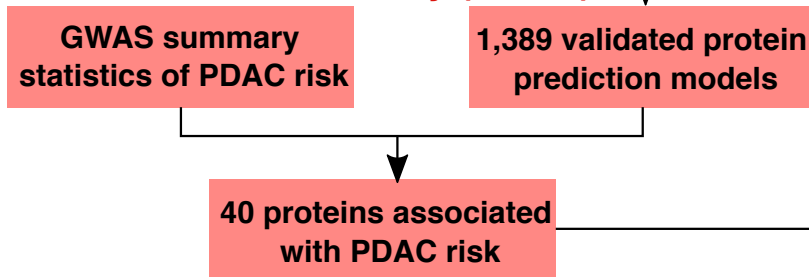 GWAS summary
statistics of PDAC risk
1,389 validated protein
prediction models
40 proteins associated
with PDAC risk